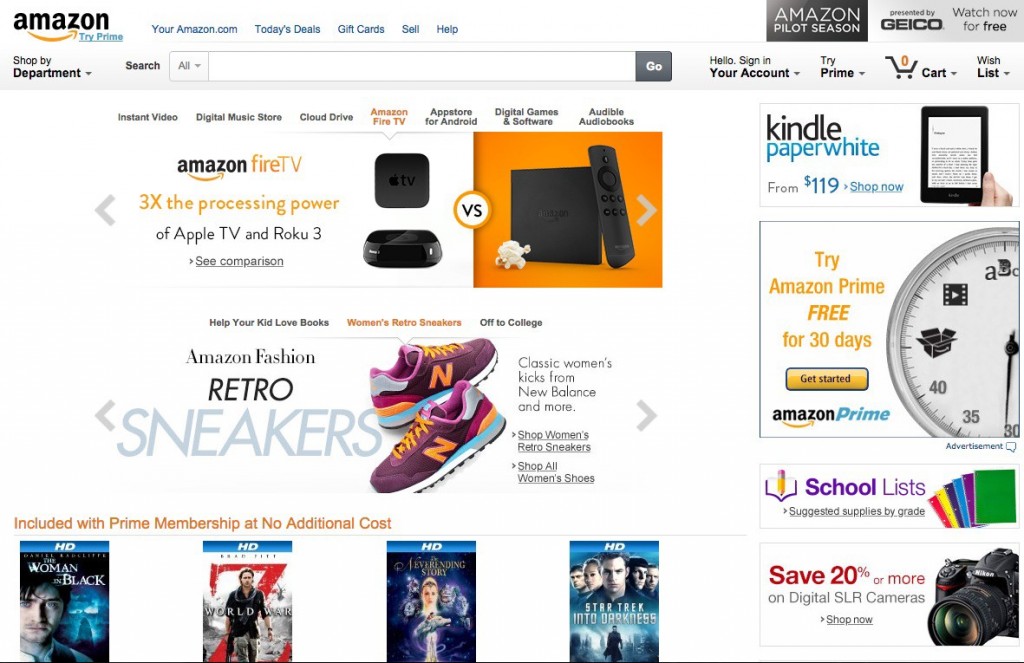 amazon
Try Prime
Your Amazon.com Today's Deals Gift Cards Sell Help
AMAZON
PILOT SEASON
presented by
GEICO
Watch now
for free
Shop by
Department
Search All Go
Hello. Sign in
Your Account
Try
Prime
0
Cart
Wish
List
Instant Video
Digital Music Store
Cloud Drive
Amazon
Fire TV
Appstore
for Android
Digital Games
& Software
Audible
Audiobooks
amazon fireTV
3X the processing power
of Apple TV and Roku 3
See comparison
tv
VS
amazon
kindle
paperwhite
From $119 Shop now
kindle
Try
Amazon Prime
FREE
for 30 days
Get started
amazonPrime
aBc
40
35
30
Advertisement
Help Your Kid Love Books Women's Retro Sneakers Off to College
Amazon Fashion
RETRO
SNEAKERS
N
N
Classic women's
kicks from
New Balance
and more.
Shop Women's
Retro Sneakers
Shop All
Women's Shoes
School Lists
Suggested supplies by grade
Save 20% or more
on Digital SLR Cameras
Shop now
Nikon
Included with Prime Membership at No Additional Cost
HD
DANIEL RADCLIFFE
THE
WOMAN
IN BLACK
HD
BRAD PITT
Z
WORLD WAR
HD
THE
NEVERENDING
STORY
HD
STAR TREK
INTO DARKNESS